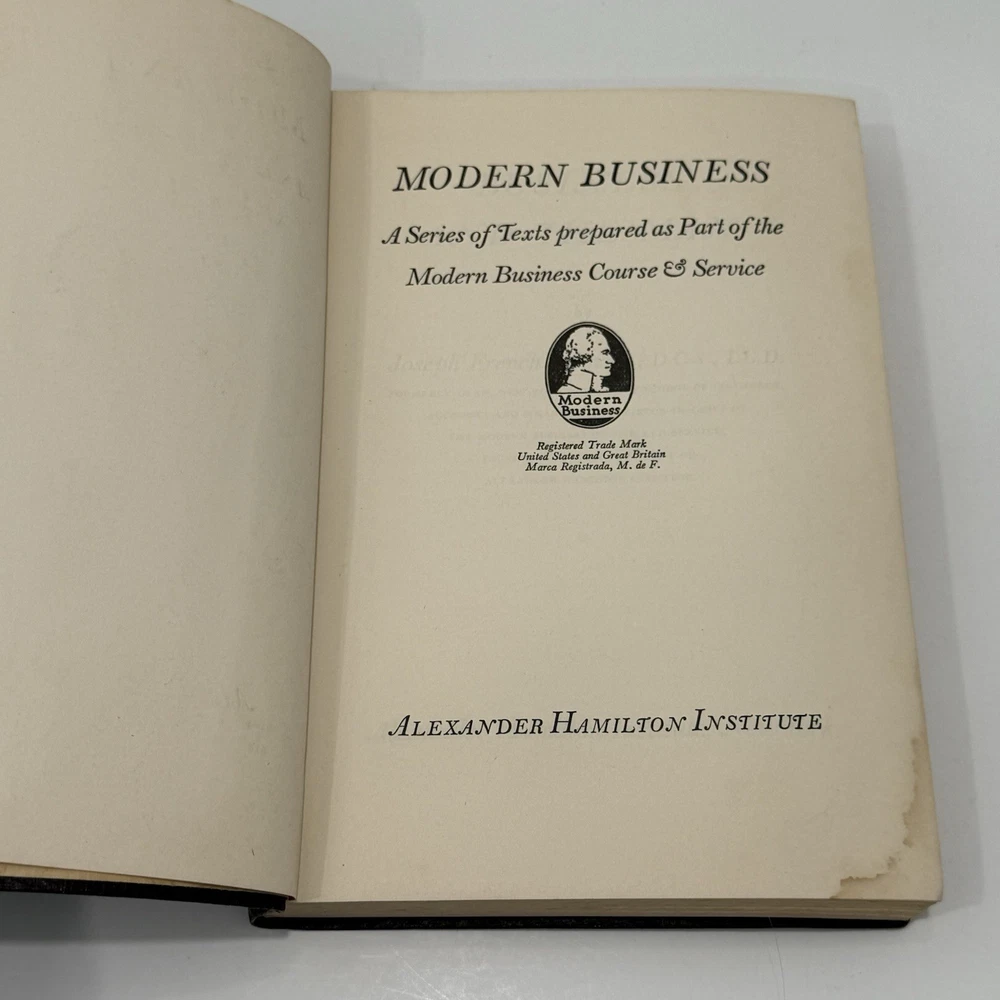 MODERN BUSINESS
A Series of Texts prepared as Part of the
Modern Business Course & Service
Modern
Business
Registered Trade Mark
United States and Great Britain
Marca Registrada, M. de F.
ALEXANDER HAMILTON INSTITUTE